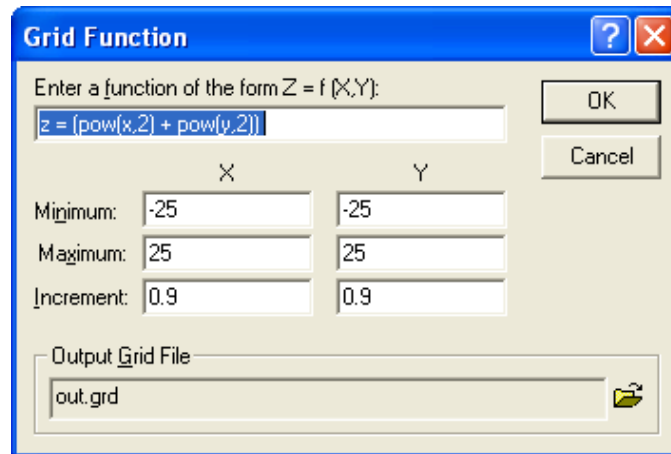 Grid Function
Enter a function of the form Z = f (X,Y):
z = (pow(x,2) + pow(y,2))
OK
Cancel
X Y
Minimum: -25 -25
Maximum: 25 25
Increment: 0.9 0.9
Output Grid File
out.grd